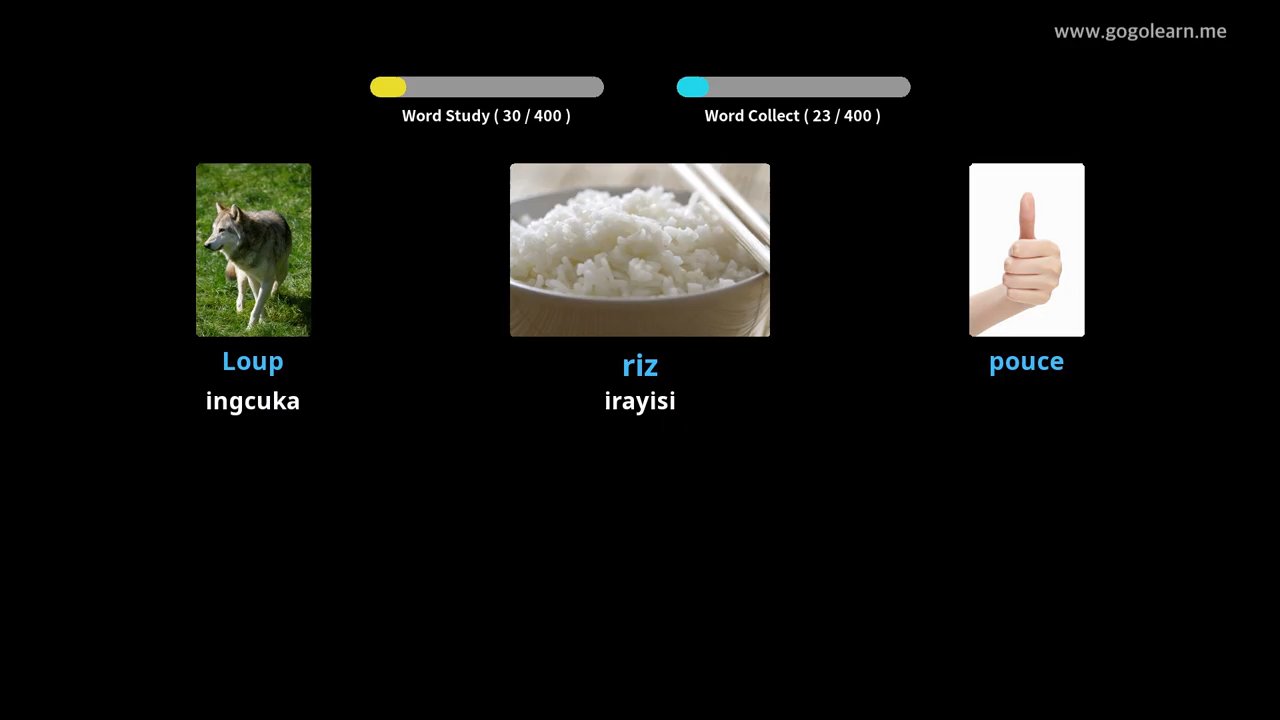 www.gogolearn.me
Word Study ( 30 / 400 )
Word Collect ( 23 / 400 )
Loup
riz
pouce
ingcuka
irayisi